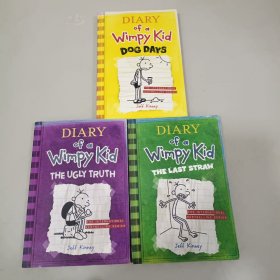 DIARY
of a
Wimpy Kid
DOG DAYS
Jeff Kinney
DIARY
of a
Wimpy Kid
THE UGLY TRUTH
Jeff Kinney
DIARY
of a
Wimpy Kid
THE LAST STRAW
Jeff Kinney